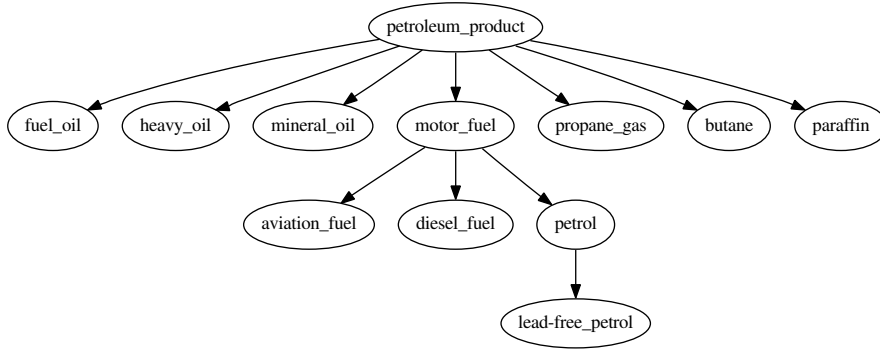 petroleum_product
fuel_oil
heavy_oil
mineral_oil
motor_fuel
propane_gas
butane
paraffin
aviation_fuel
diesel_fuel
petrol
lead-free_petrol